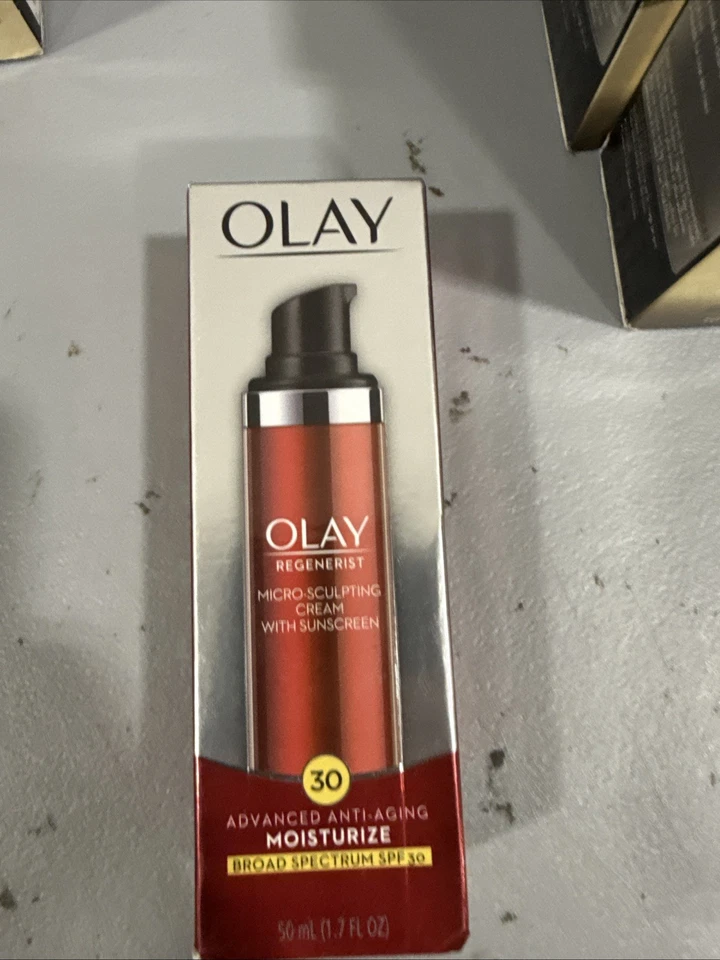 OLAY
OLAY
REGENERIST
MICRO-SCULPTING
CREAM
WITH SUNSCREEN
30
ADVANCED ANTI-AGING
MOISTURIZE
BROAD SPECTRUM SPF 30
50 mL (1.7 FL OZ)